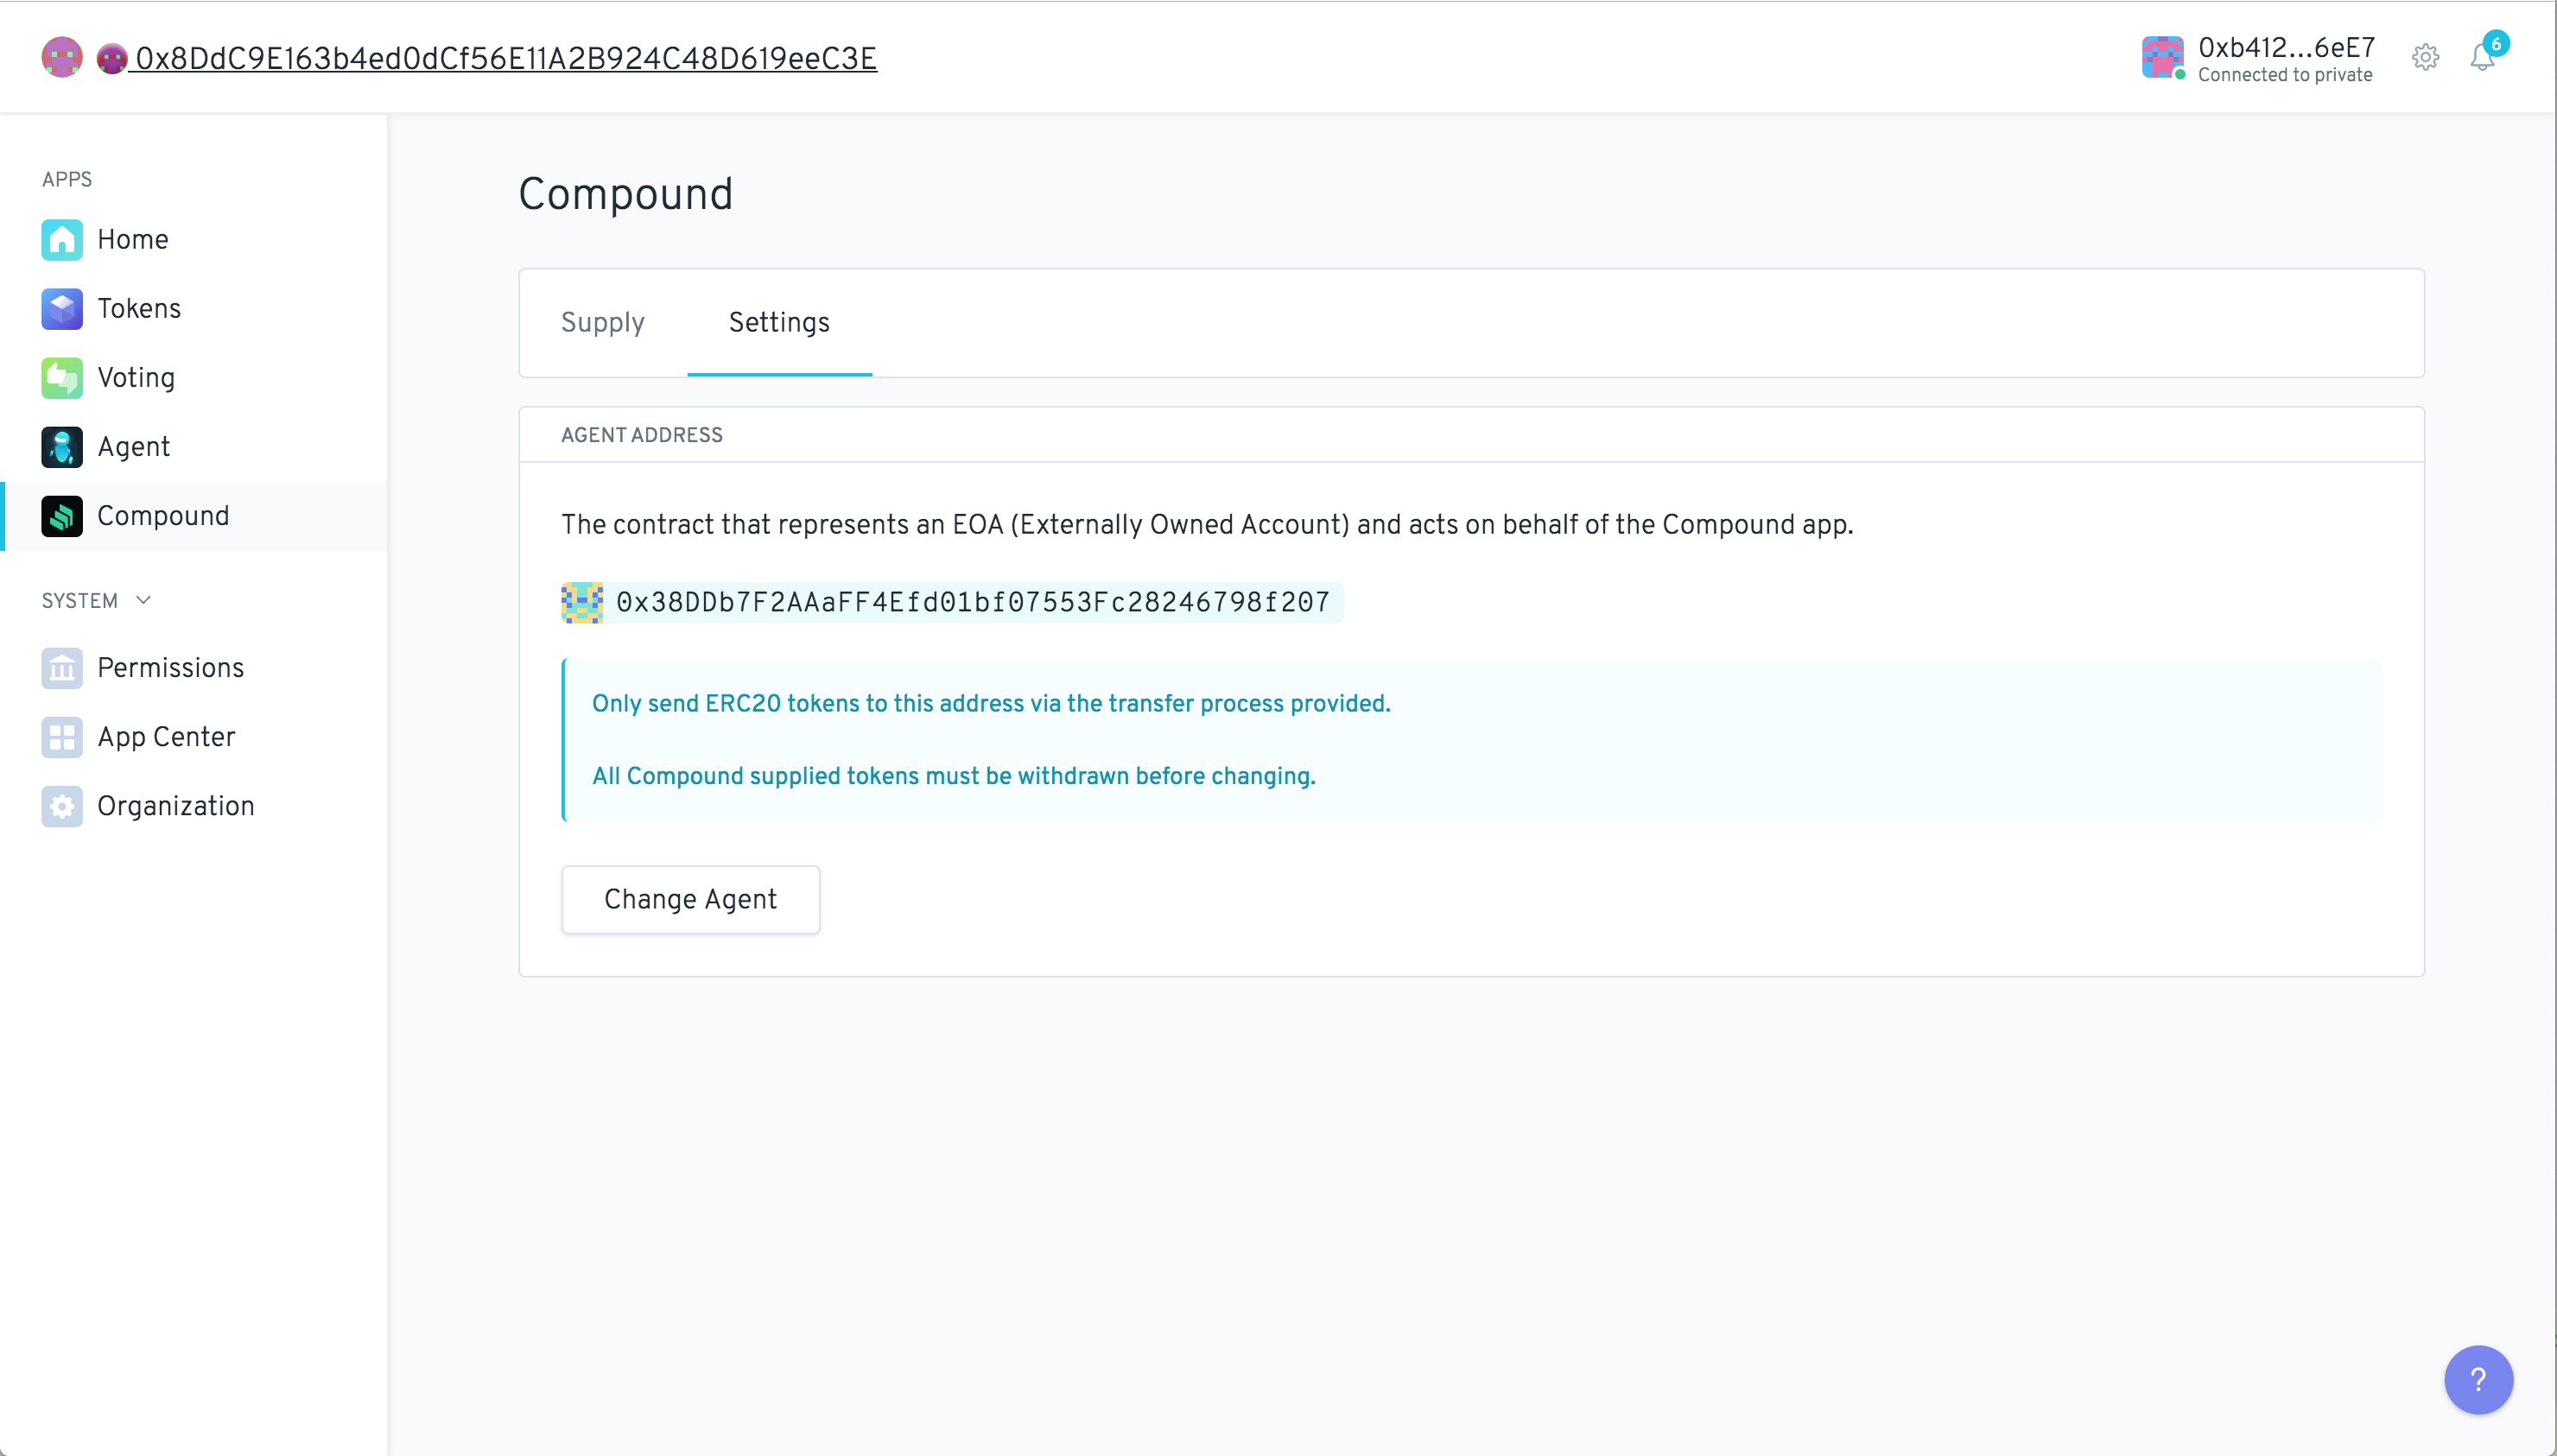 0x8DdC9E163b4ed0dCf56E11A2B924C48D619eeC3E
0xb412...6eE7
Connected to private
6
APPS
Home
Tokens
Voting
Agent
Compound
SYSTEM
Permissions
App Center
Organization
Compound
Supply
Settings
AGENT ADDRESS
The contract that represents an EOA (Externally Owned Account) and acts on behalf of the Compound app.
0x38DDb7F2AAaFF4Efd01bf07553Fc28246798f207
Only send ERC20 tokens to this address via the transfer process provided.
All Compound supplied tokens must be withdrawn before changing.
Change Agent
?